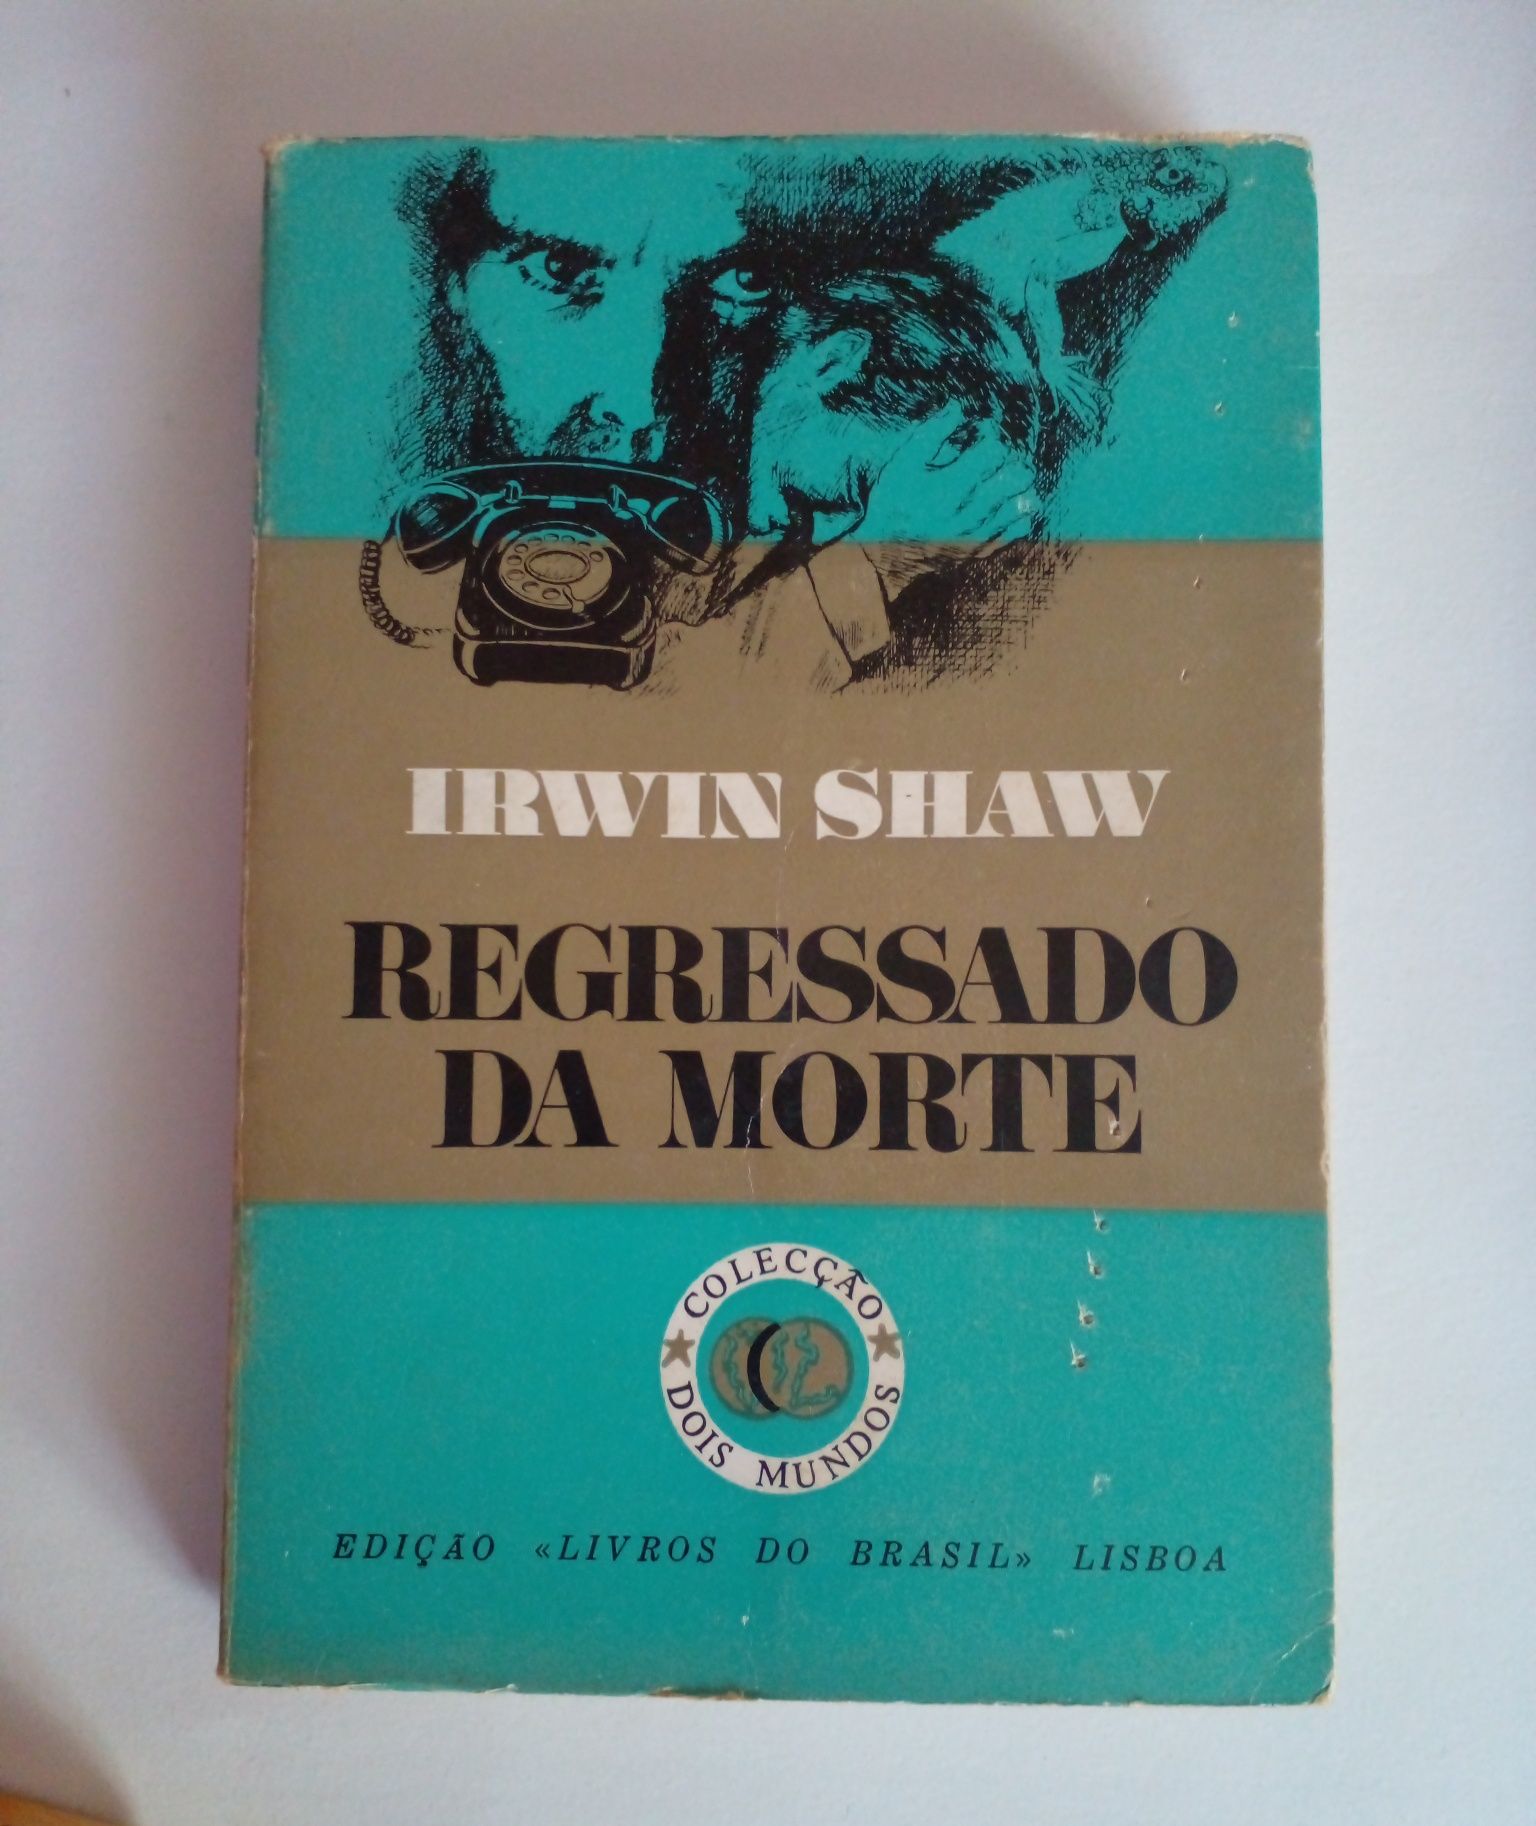 IRWIN SHAW
REGRESSADO
DA MORTE
COLECÇÃO
DOIS MUNDOS
EDIÇÃO «LIVROS DO BRASIL» LISBOA